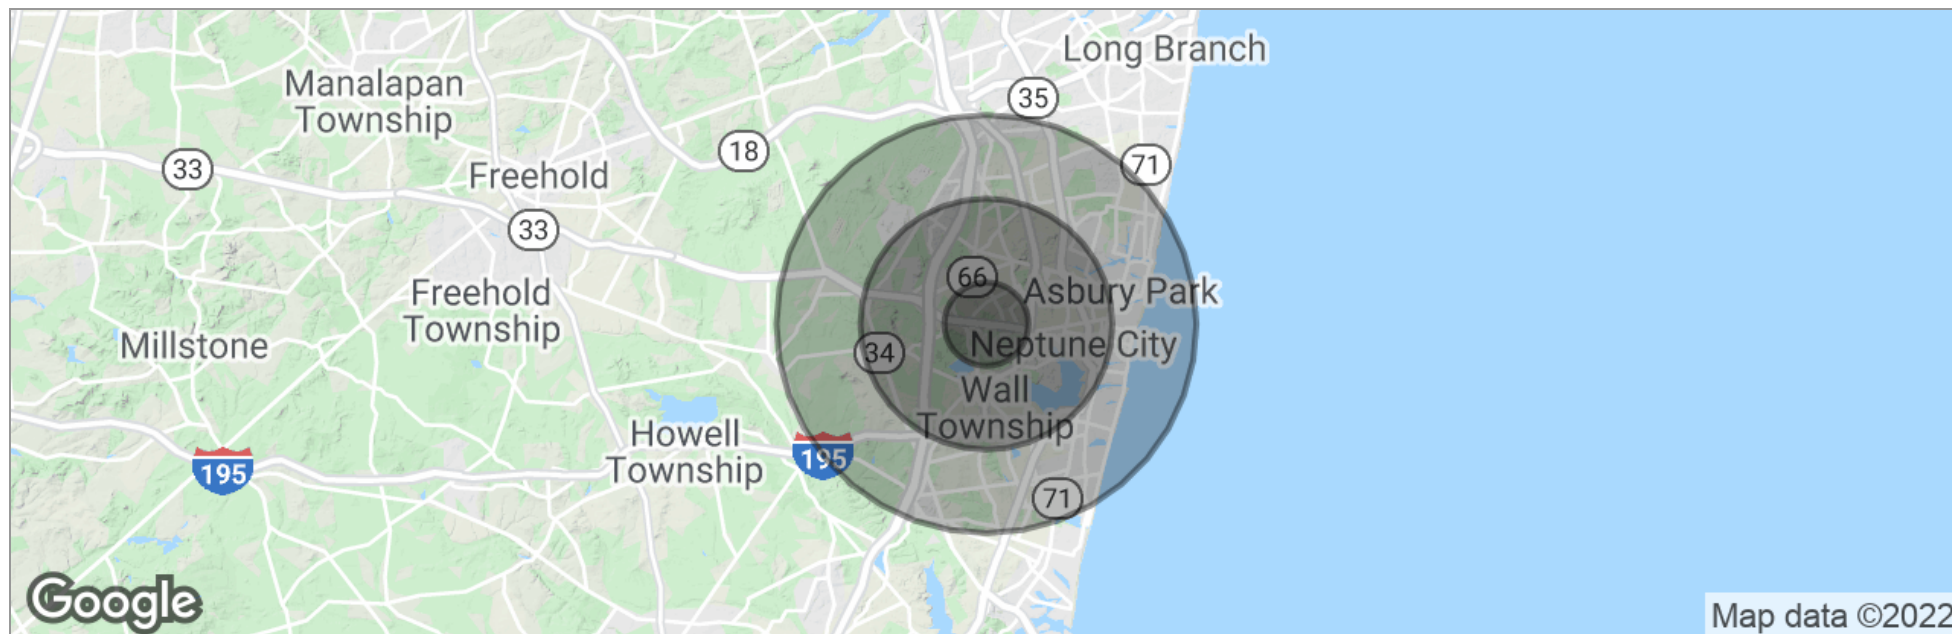 Long Branch
Manalapan
Township
35
18
71
33
Freehold
33
66
Asbury Park
Freehold
Township
Millstone
34
Neptune City
Wall
Township
Howell
Township
195
195
71
Google
Map data ©2022